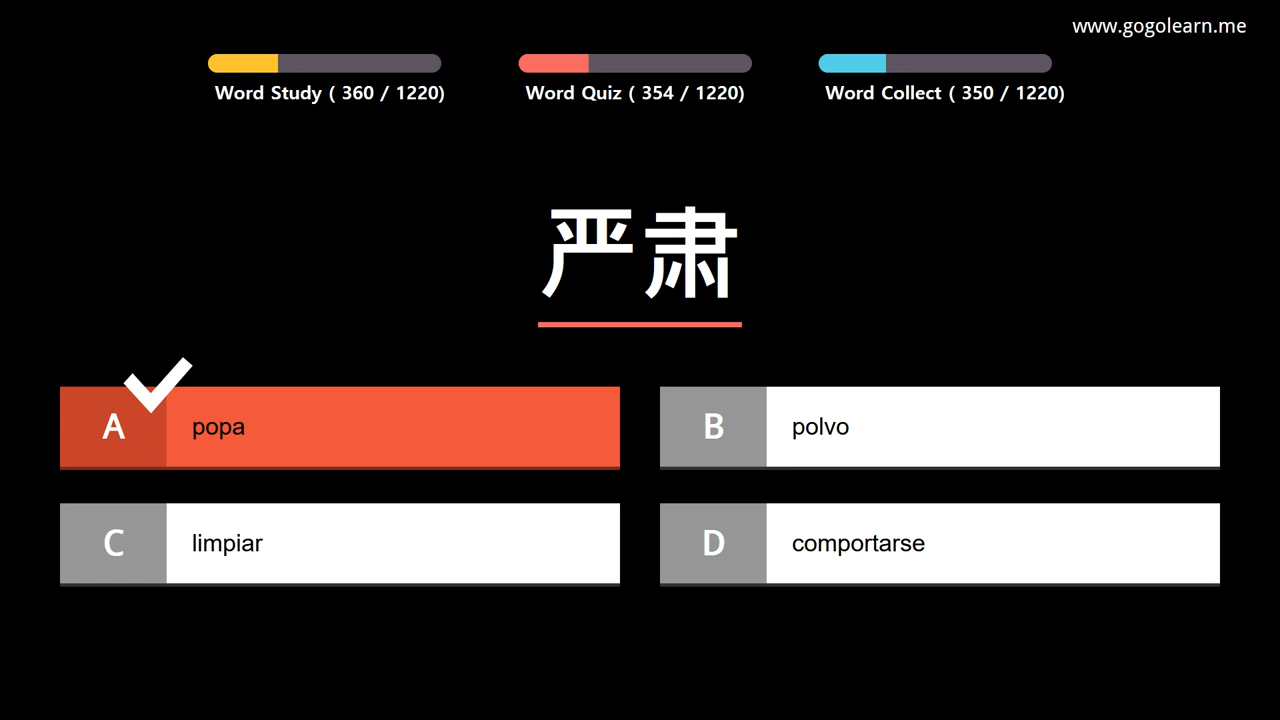 www.gogolearn.me
Word Study ( 360 / 1220)
Word Quiz ( 354 / 1220)
Word Collect ( 350 / 1220)
严肃
A popa
B polvo
C limpiar
D comportarse